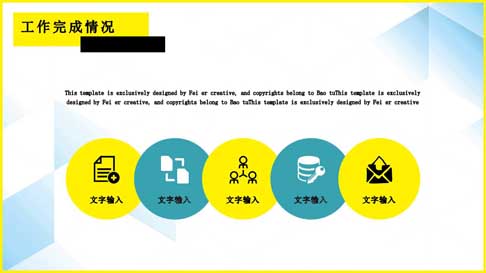 工作完成情况
This template is exclusively designed by Fei er creative, and copyrights belong to Bao tuThis template is exclusively
designed by Fei er creative, and copyrights belong to Bao tuThis template is exclusively designed by Fei er creative
文字输入 文字输入 文字输入 文字输入 文字输入